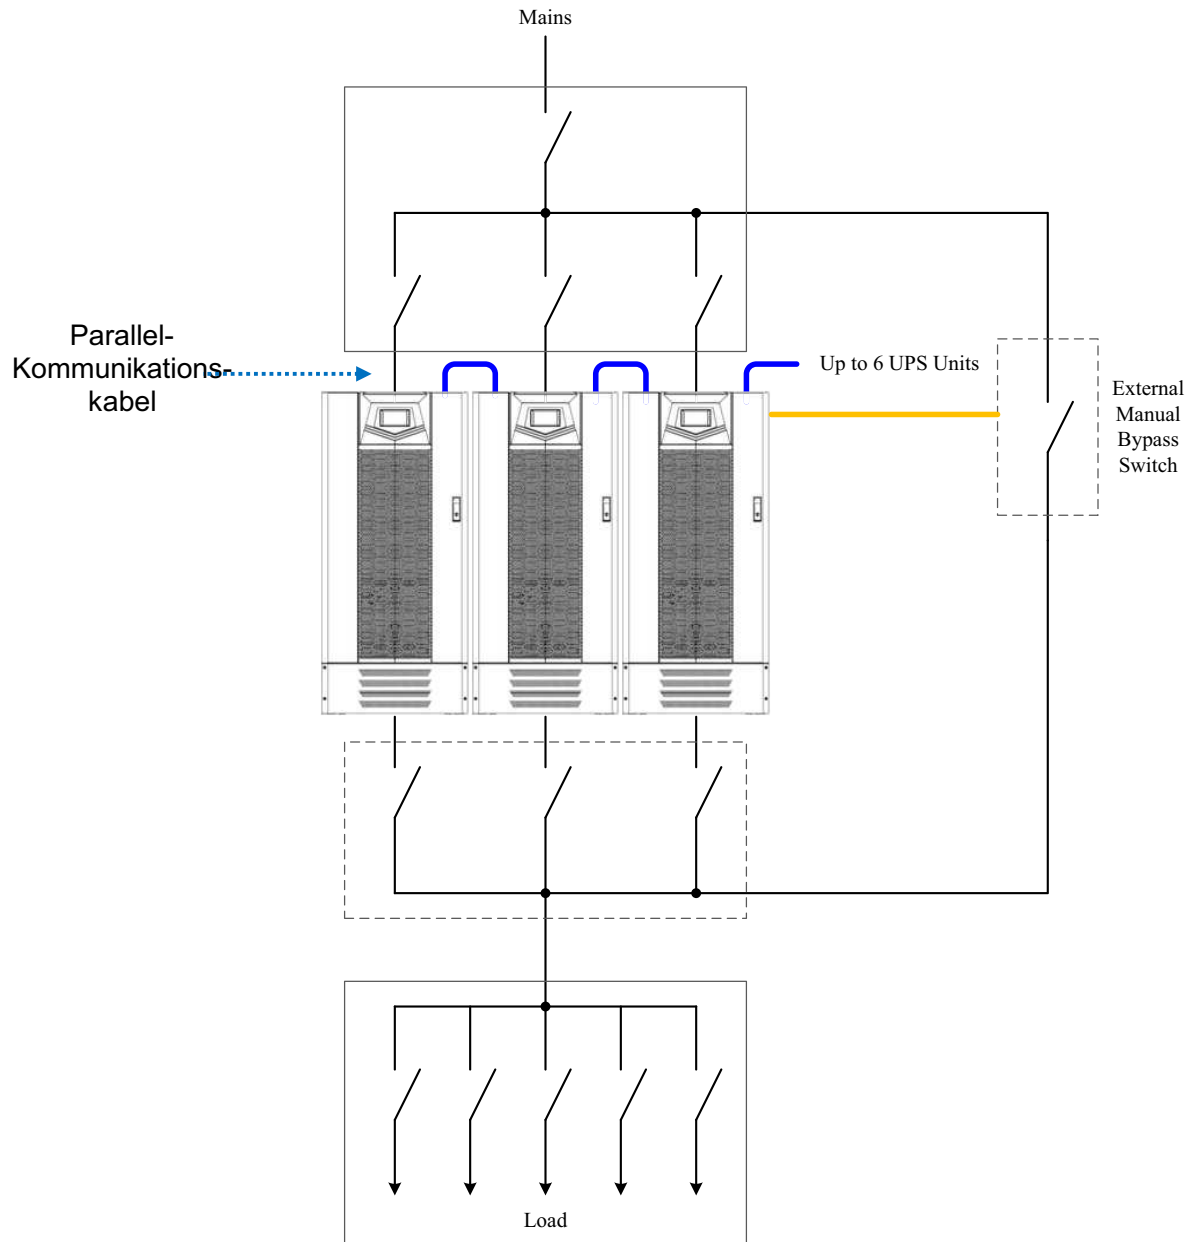 Mains
Parallel-
Kommunikations-
kabel
Up to 6 UPS Units
External
Manual
Bypass
Switch
Load